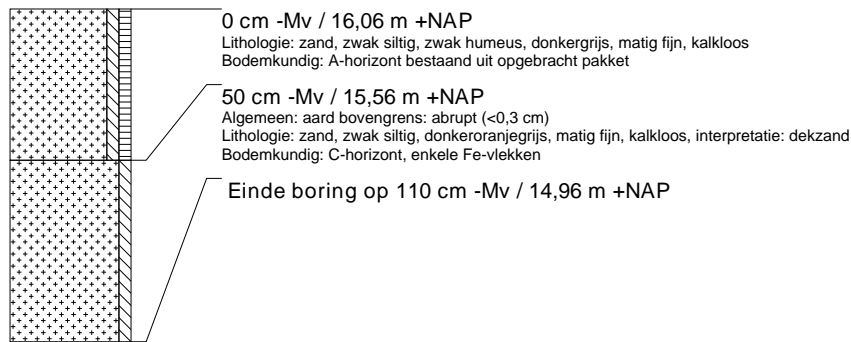 0 cm -Mv / 16,06 m +NAP
Lithologie: zand, zwak siltig, zwak humeus, donkergrijs, matig fijn, kalkloos
Bodemkundig: A-horizont bestaand uit opgebracht pakket
50 cm -Mv / 15,56 m +NAP
Algemeen: aard bovengrens: abrupt (<0,3 cm)
Lithologie: zand, zwak siltig, donkeroranjegrijs, matig fijn, kalkloos, interpretatie: dekzand
Bodemkundig: C-horizont, enkele Fe-vlekken
Einde boring op 110 cm -Mv / 14,96 m +NAP